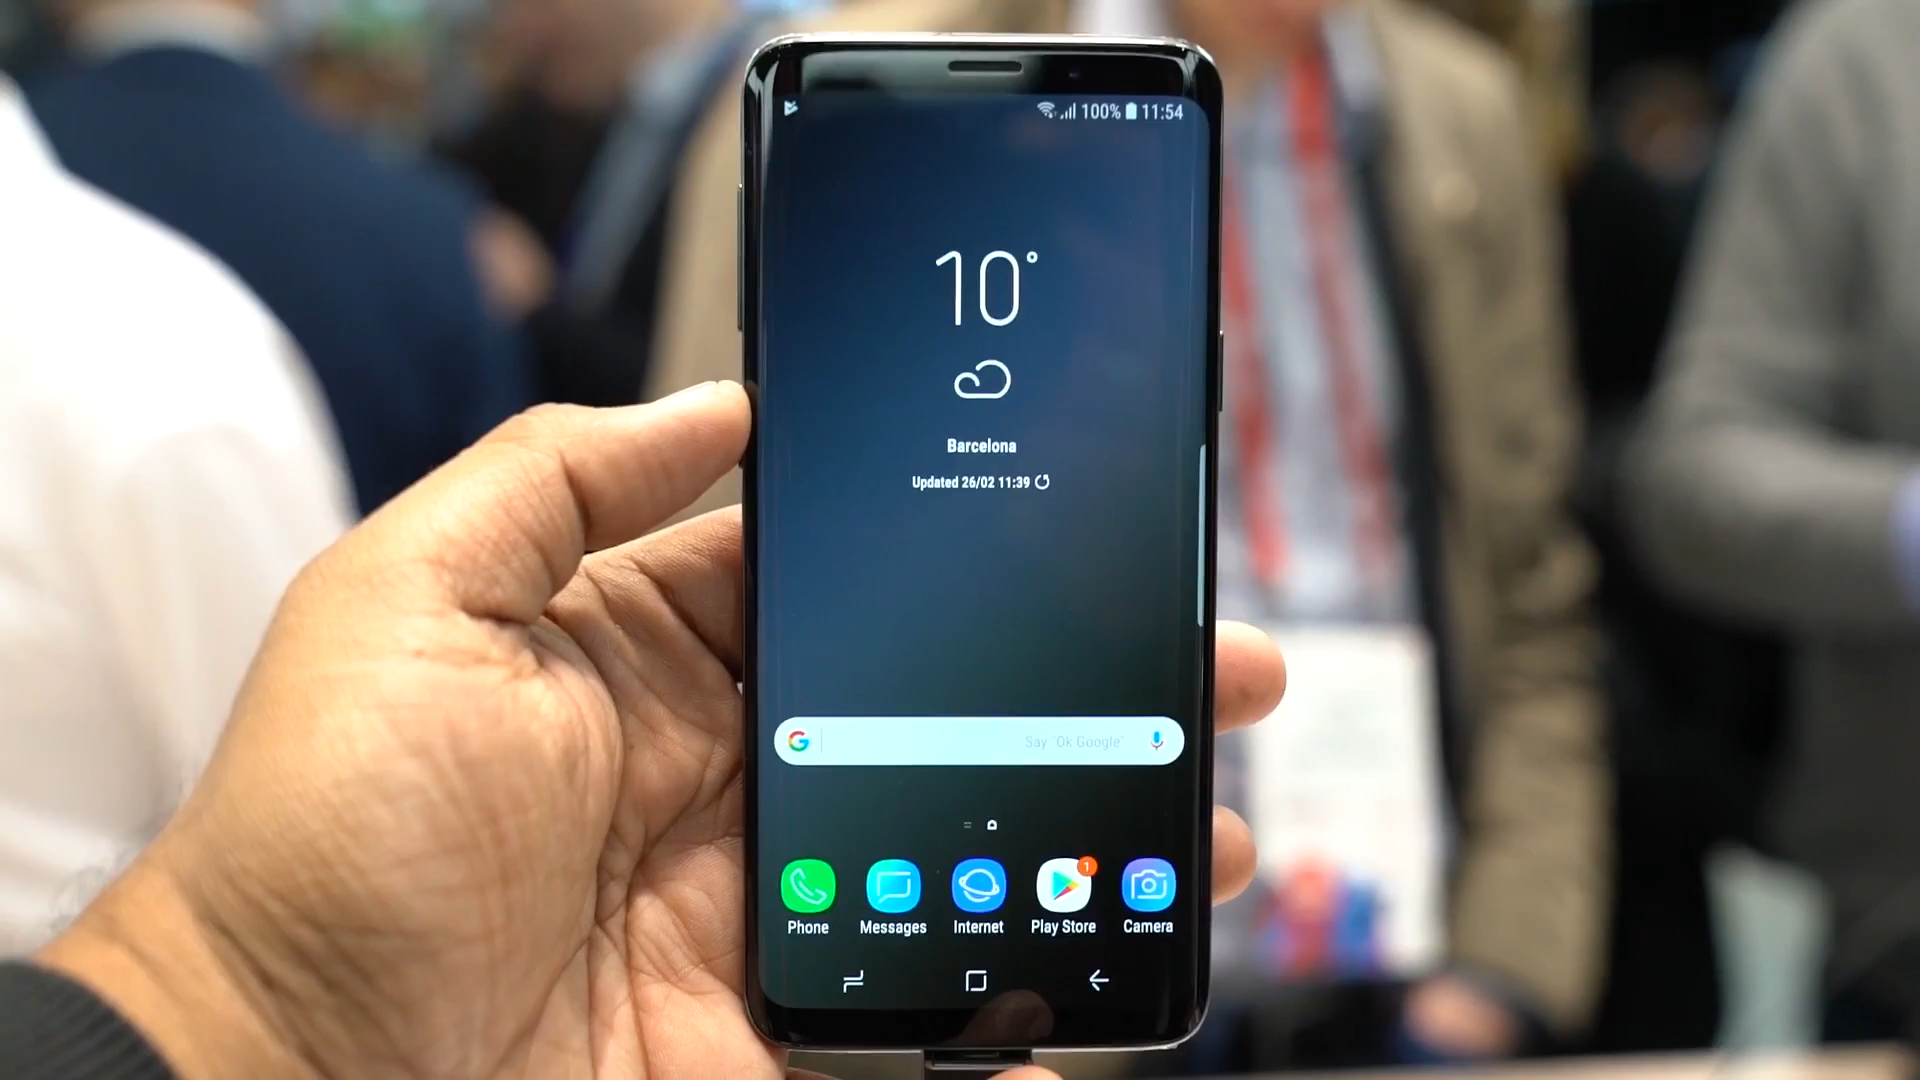 100% 11:54
10°
Barcelona
Updated 26/02 11:39
G Say "Ok Google"
1
Phone Messages Internet Play Store Camera